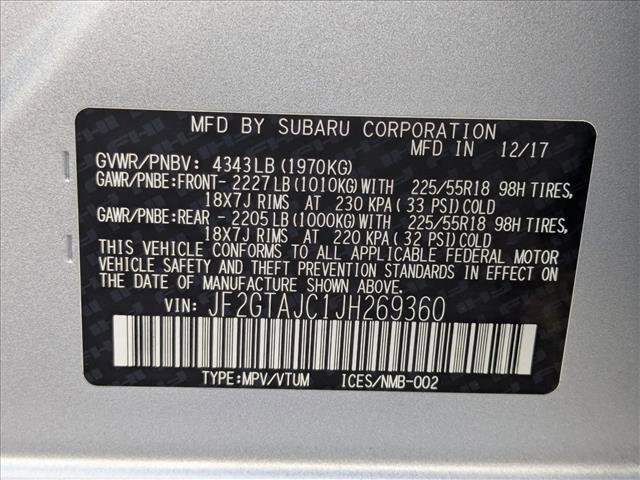 MFD BY SUBARU CORPORATION
MFD IN 12/17
GVWR/PNBV: 4343LB(1970KG)
GAWR/PNBE:FRONT-2227LB(1010KG)WITH 225/55R18 98H TIRES,
18X7J RIMS AT 230 KPA(33 PSI)COLD
GAWR/PNBE:REAR -2205LB(1000KG)WITH 225/55R18 98H TIRES,
18X7J RIMS AT 220 KPA(32 PSI)COLD
THIS VEHICLE CONFORMS TO ALL APPLICABLE FEDERAL MOTOR
VEHICLE SAFETY AND THEFT PREVENTION STANDARDS IN EFFECT ON
THE DATE OF MANUFACTURE SHOWN ABOVE.
VIN: JF2GTAJC1JH269360
TYPE:MPV/VTUM ICES/NMB-002